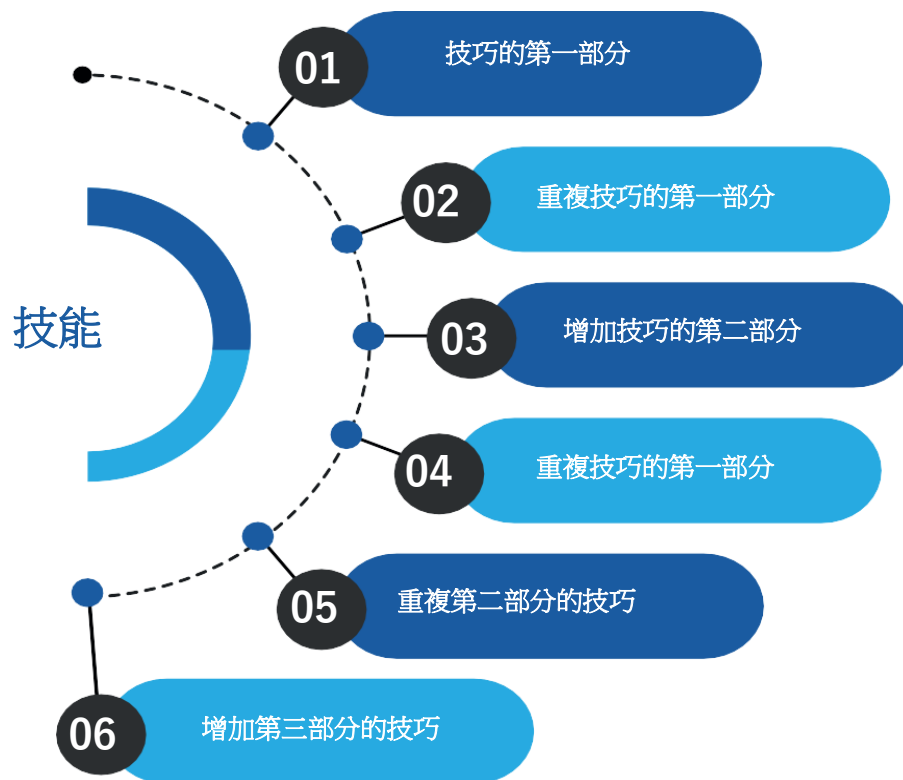 技能
01
技巧的第一部分
02
重複技巧的第一部分
03
增加技巧的第二部分
04
重複技巧的第一部分
05
重複第二部分的技巧
06
增加第三部分的技巧